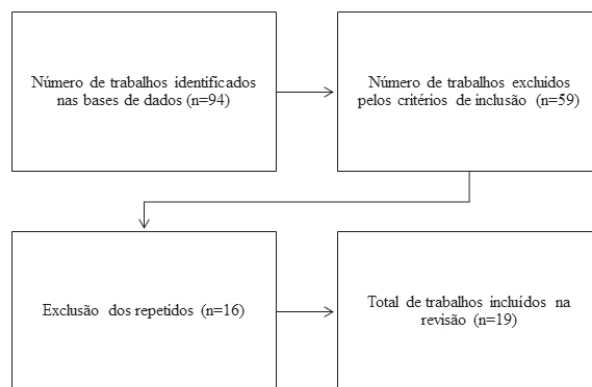 Número de trabalhos identificados
nas bases de dados (n=94)
Número de trabalhos excluídos
pelos critérios de inclusão (n=59)
Exclusão dos repetidos (n=16)
Total de trabalhos incluídos na
revisão (n=19)